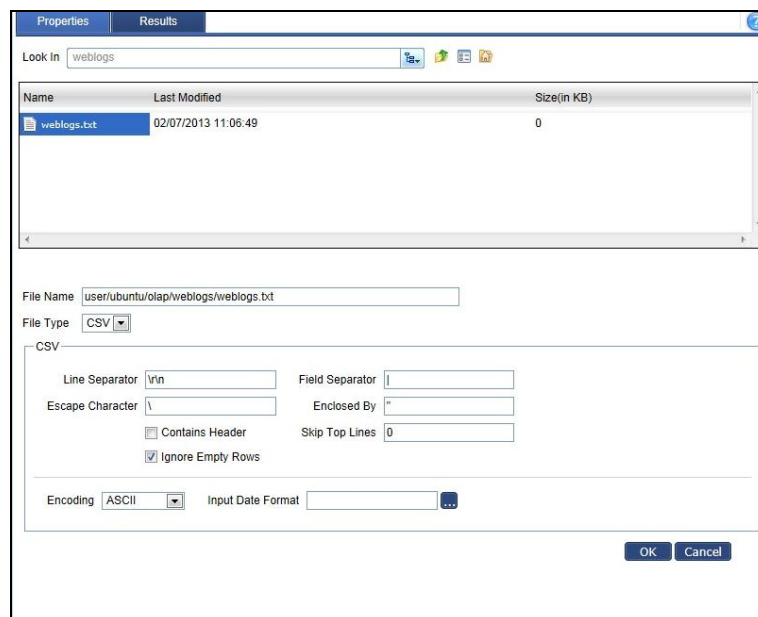 Properties Results
Look In weblogs
Name Last Modified Size(in KB)
weblogs.txt 02/07/2013 11:06:49 0
File Name user/ubuntu/olap/weblogs/weblogs.txt
File Type CSV
CSV
Line Separator \r\n Field Separator |
Escape Character \ Enclosed By "
Contains Header Skip Top Lines 0
Ignore Empty Rows
Encoding ASCII Input Date Format ...
OK Cancel